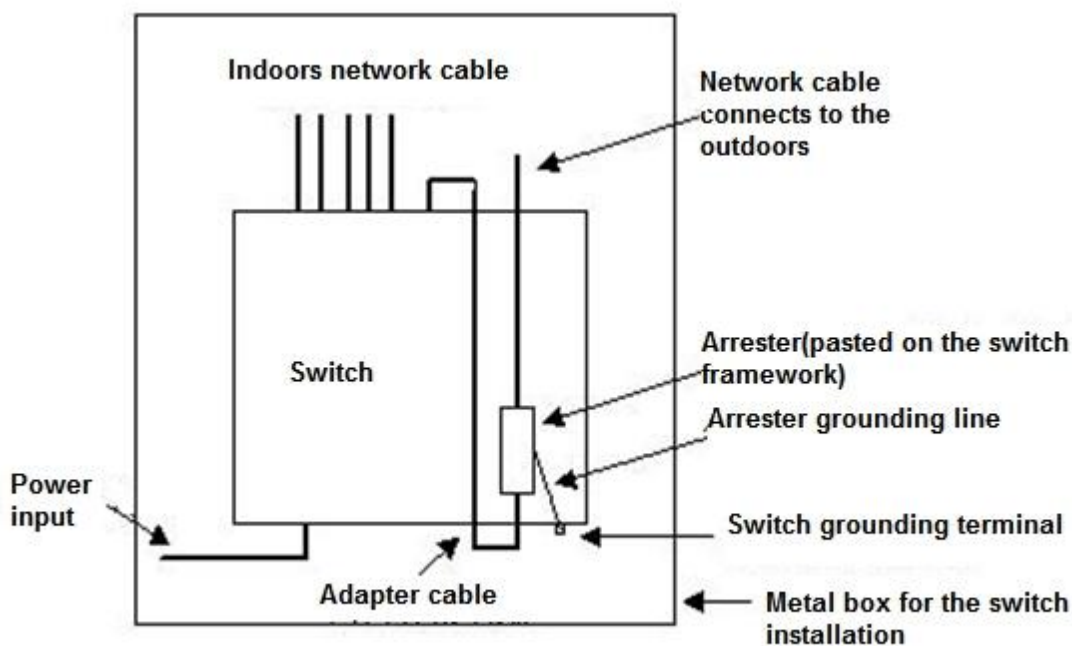 Indoors network cable
Network cable
connects to the
outdoors
Switch
Arrester(pasted on the switch
framework)
Arrester grounding line
Power
input
Switch grounding terminal
Adapter cable
Metal box for the switch
installation